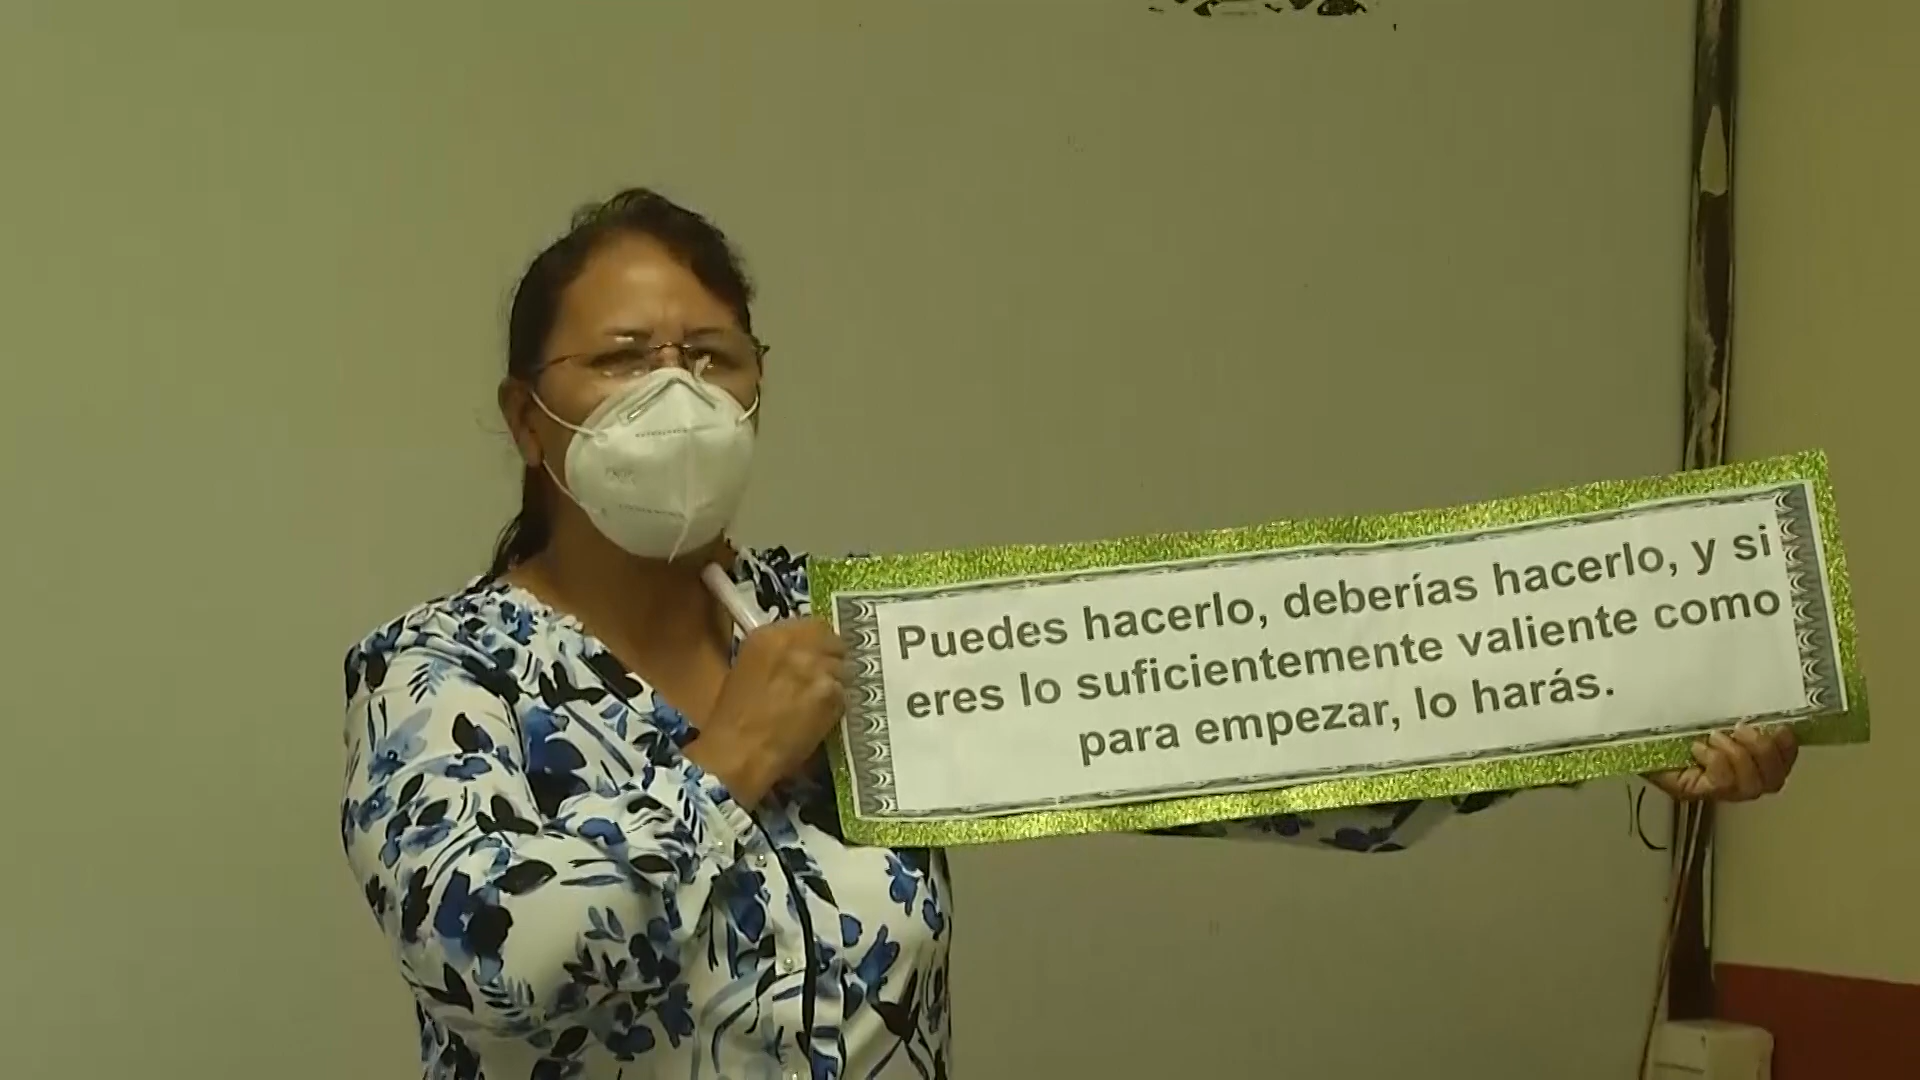 Puedes hacerlo, deberías hacerlo, y si
eres lo suficientemente valiente como
para empezar, lo harás.